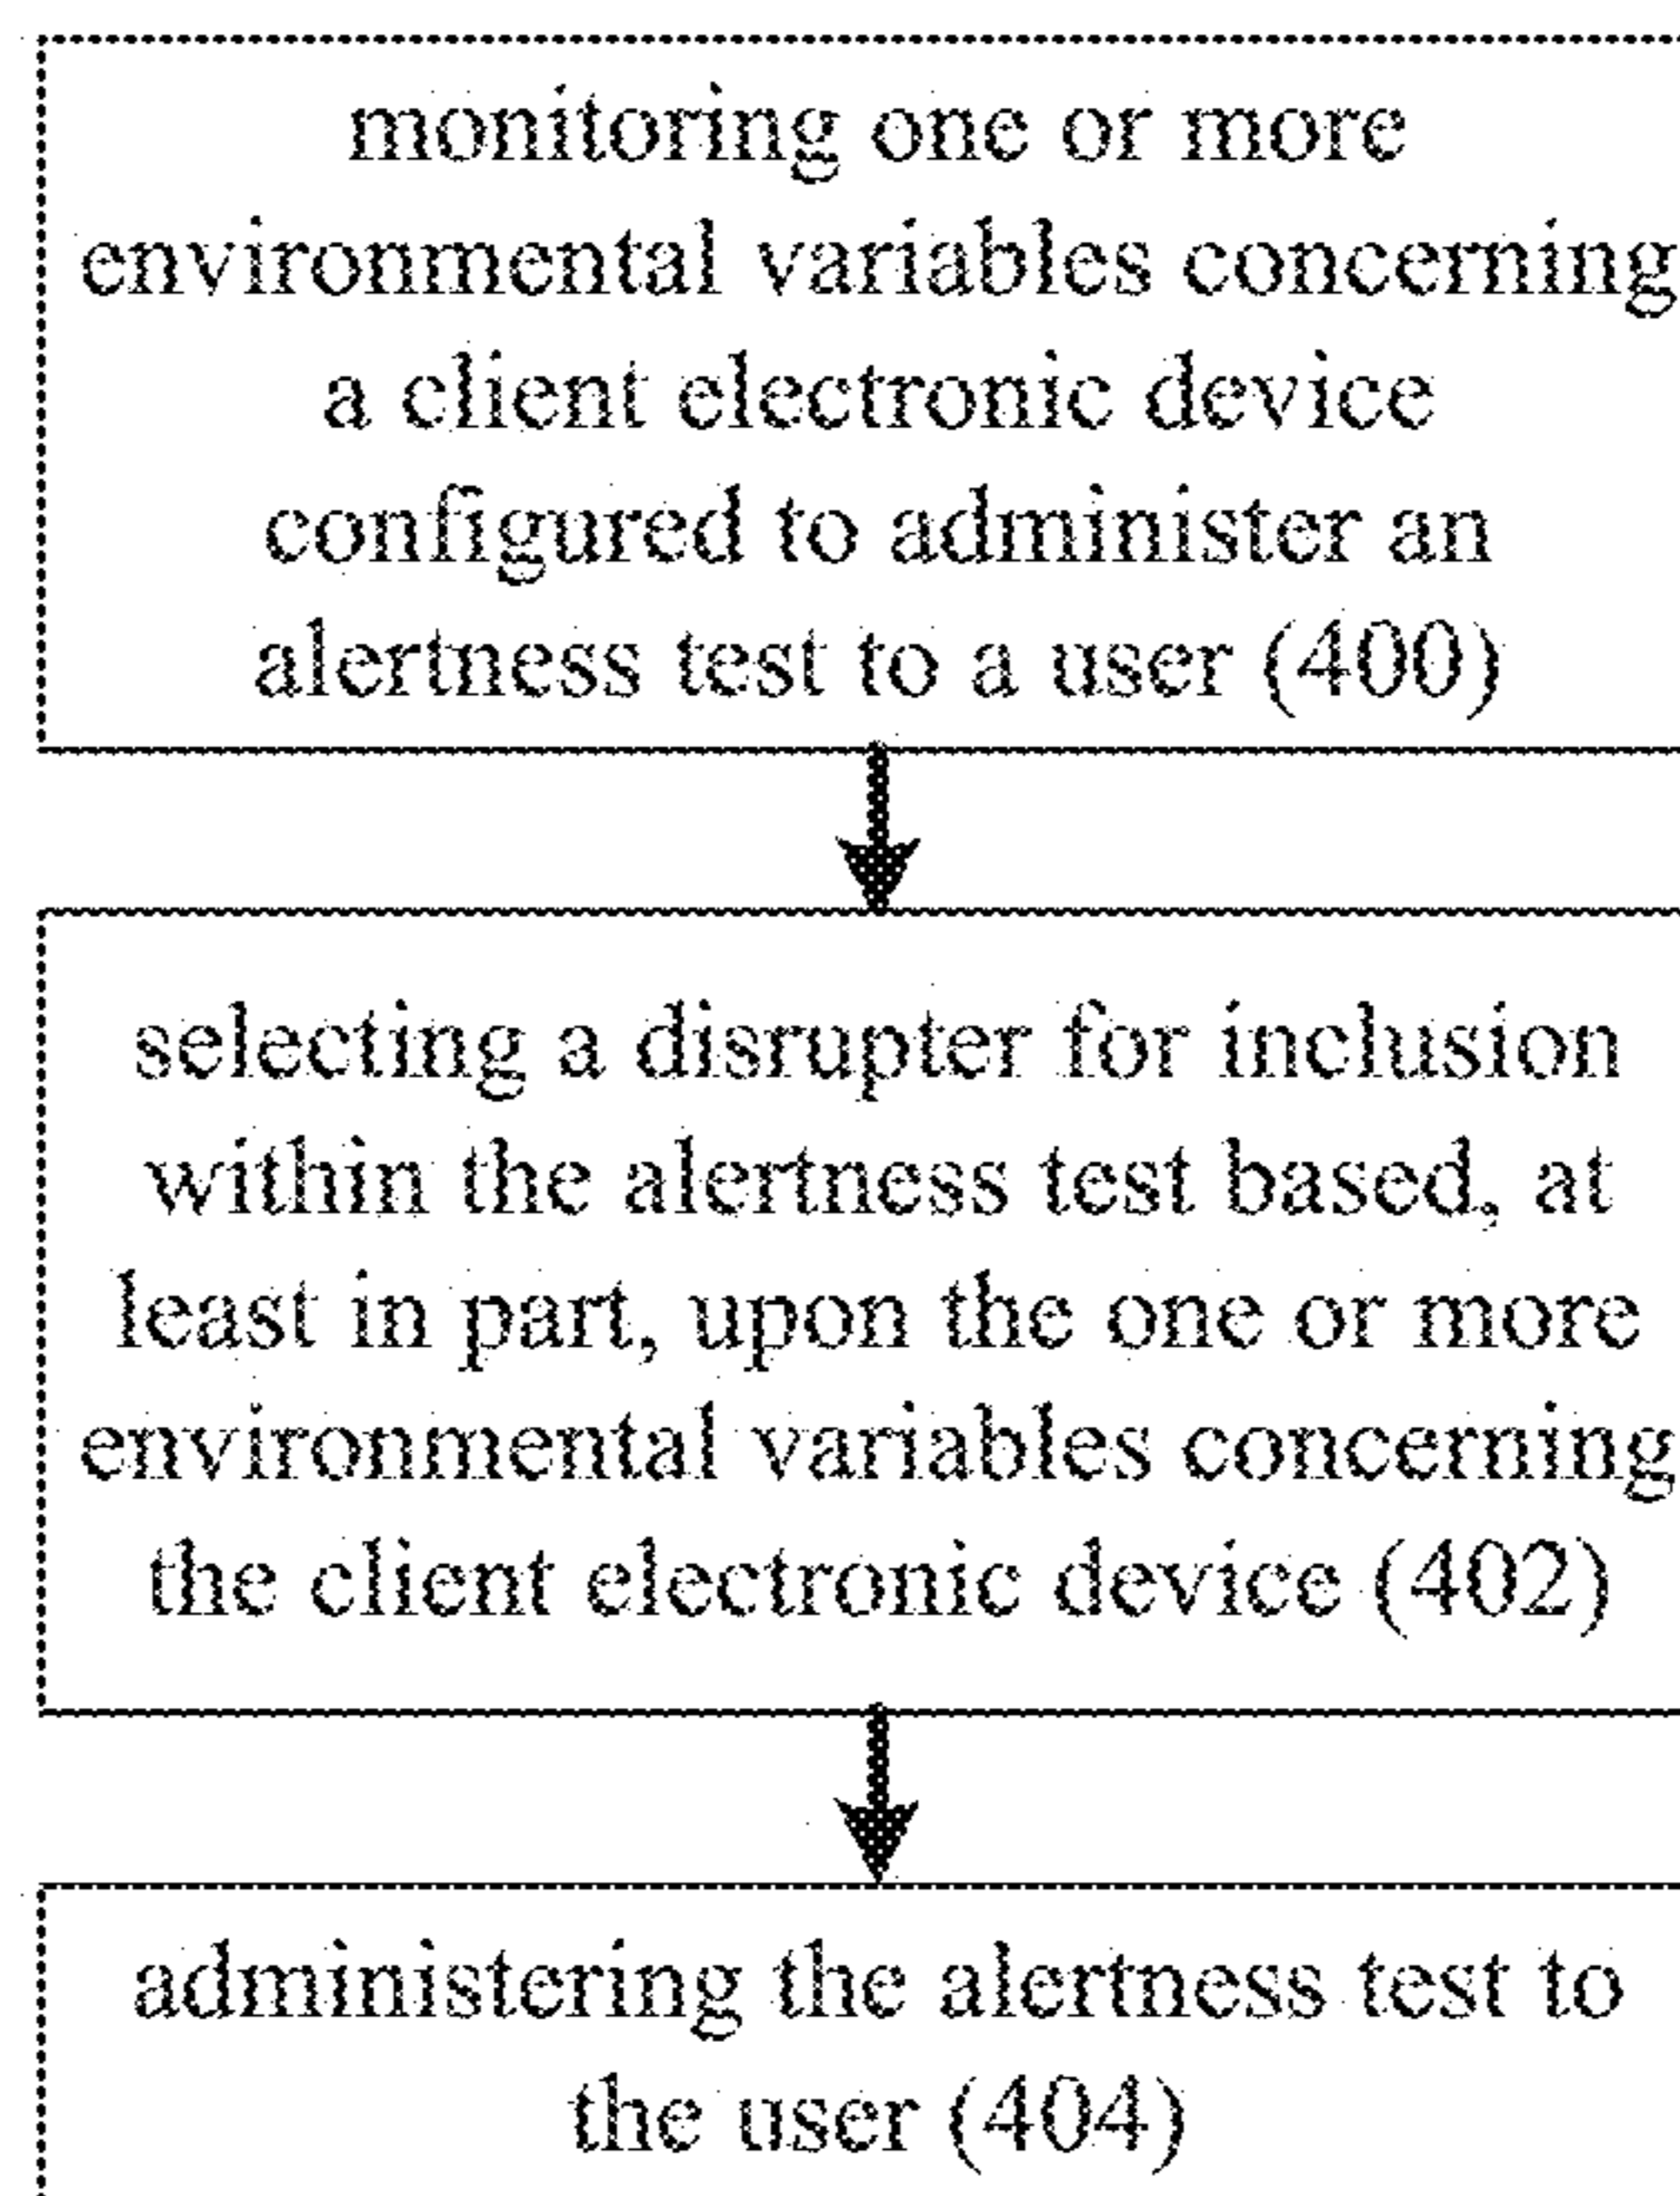 monitoring one or more
environmental variables concerning
a client electronic device
configured to administer an
alertness test to a user (400)
selecting a disrupter for inclusion
within the alertness test based, at
least in part, upon the one or more
environmental variables concerning
the client electronic device (402)
administering the alertness test to
the user (404)